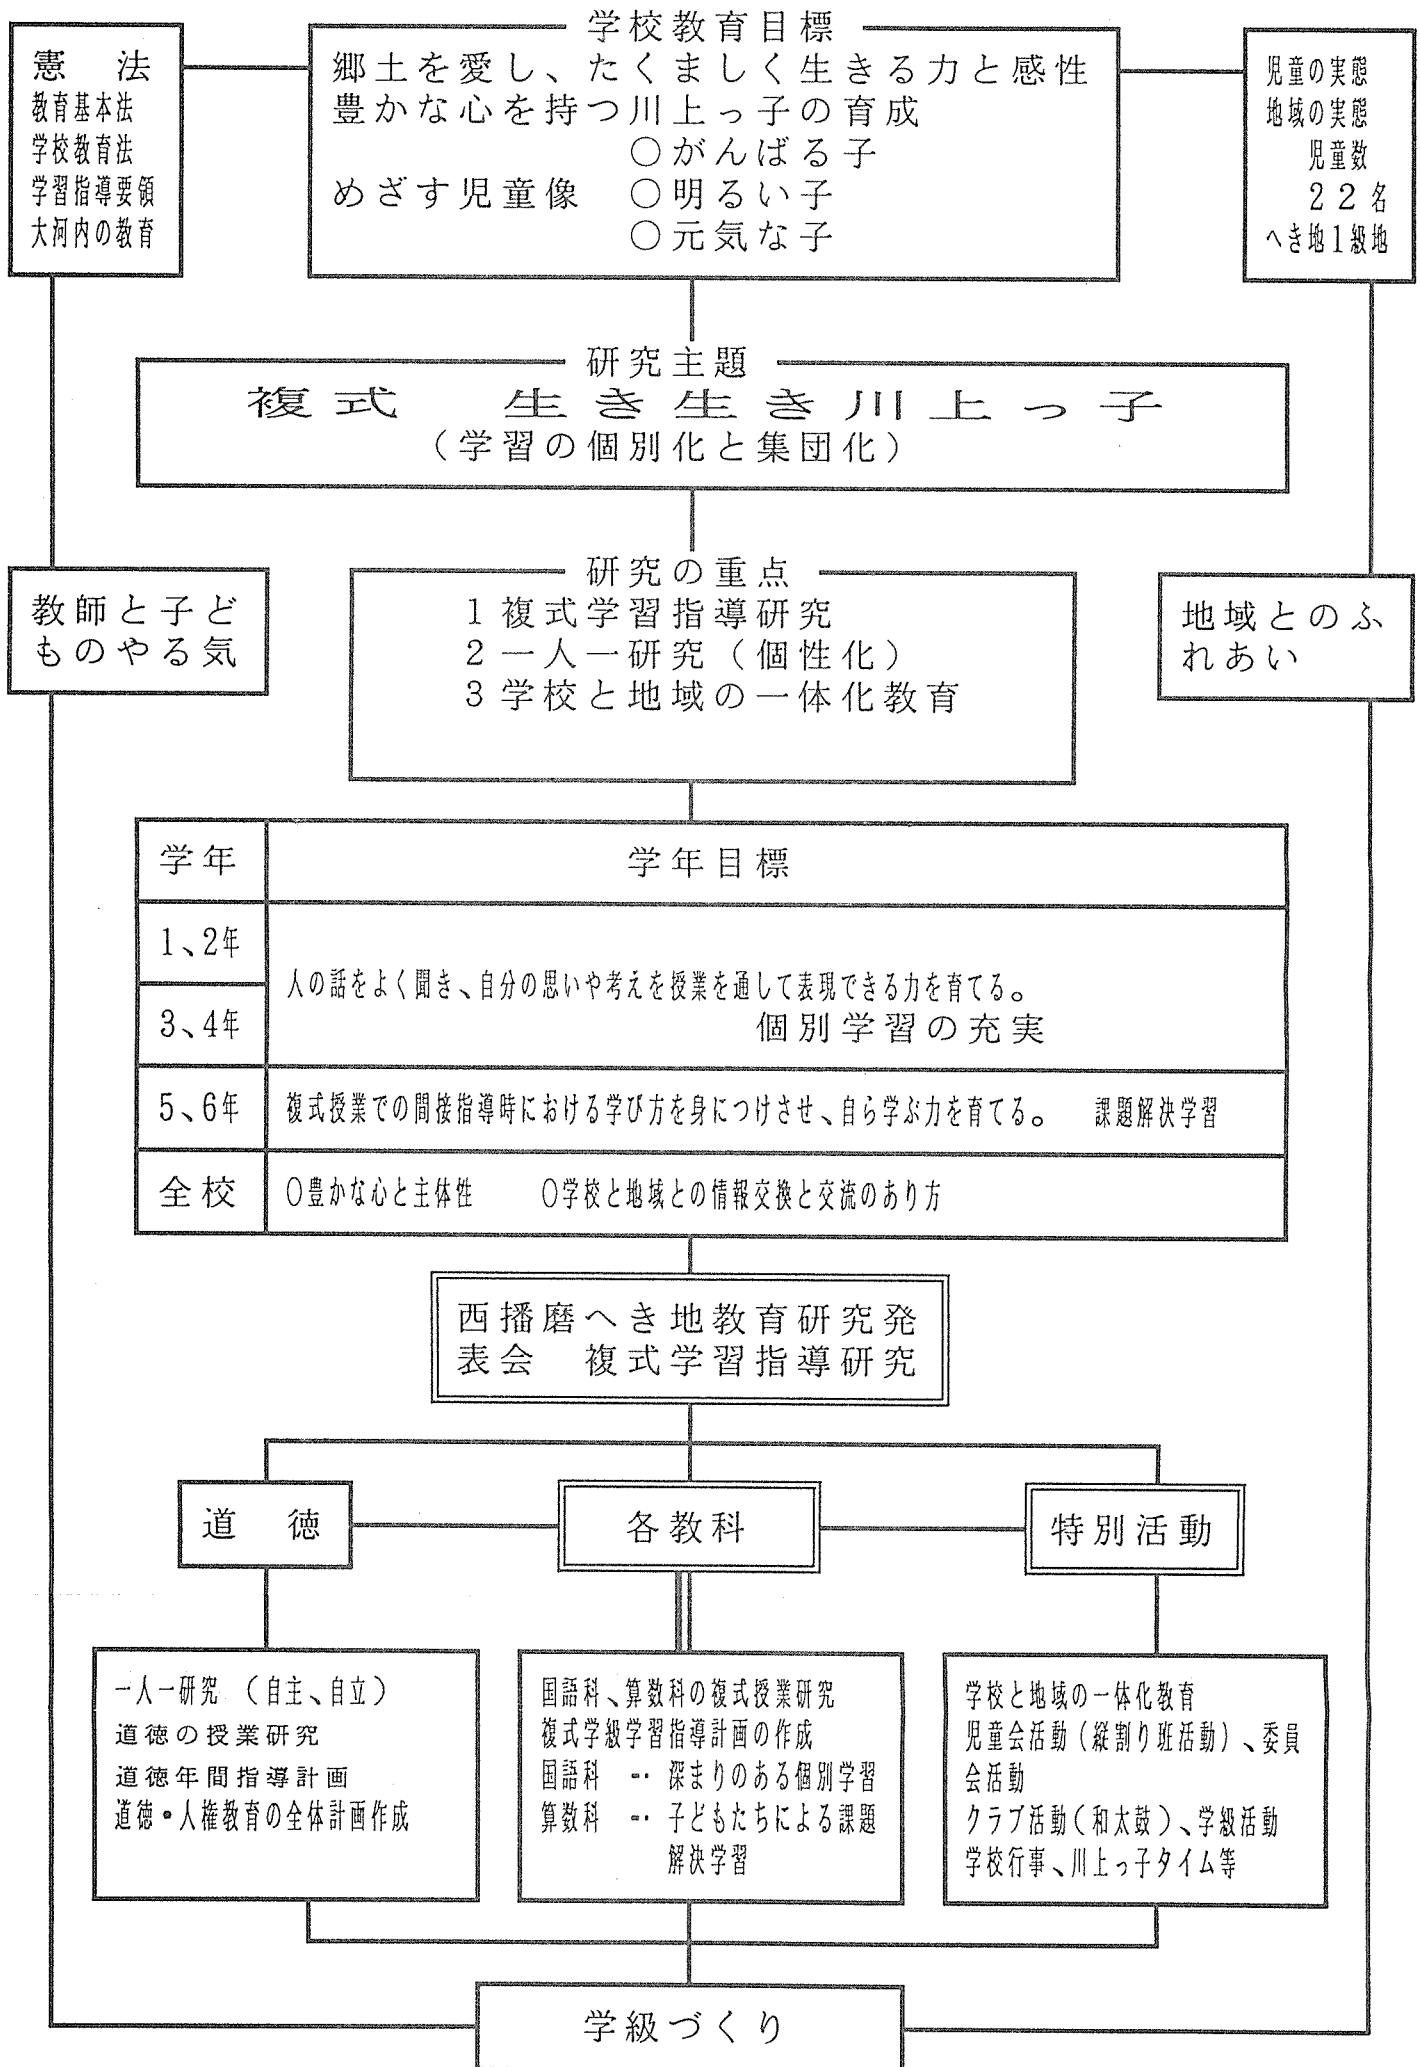 憲　法
教育基本法
学校教育法
学習指導要領
大河内の教育
学校教育目標
郷土を愛し、たくましく生きる力と感性
豊かな心を持つ川上っ子の育成
○がんばる子
めざす児童像　○明るい子
○元気な子
児童の実態
地域の実態
児童数
２２名
へき地1級地
研究主題
複式　生き生き川上っ子
（学習の個別化と集団化）
教師と子ど
ものやる気
研究の重点
1 複式学習指導研究
2 一人一研究（個性化）
3 学校と地域の一体化教育
地域とのふ
れあい
学年　学年目標
1、2年
人の話をよく聞き、自分の思いや考えを授業を通して表現できる力を育てる。
3、4年　個別学習の充実
5、6年　複式授業での間接指導時における学び方を身につけさせ、自ら学ぶ力を育てる。　課題解決学習
全校　○豊かな心と主体性　○学校と地域との情報交換と交流のあり方
西播磨へき地教育研究発
表会　複式学習指導研究
道　徳
各教科
特別活動
一人一研究　（自主、自立）
道徳の授業研究
道徳年間指導計画
道徳・人権教育の全体計画作成
国語科、算数科の複式授業研究
複式学級学習指導計画の作成
国語科　…　深まりのある個別学習
算数科　…　子どもたちによる課題
解決学習
学校と地域の一体化教育
児童会活動（縦割り班活動）、委員
会活動
クラブ活動（和太鼓）、学級活動
学校行事、川上っ子タイム等
学級づくり